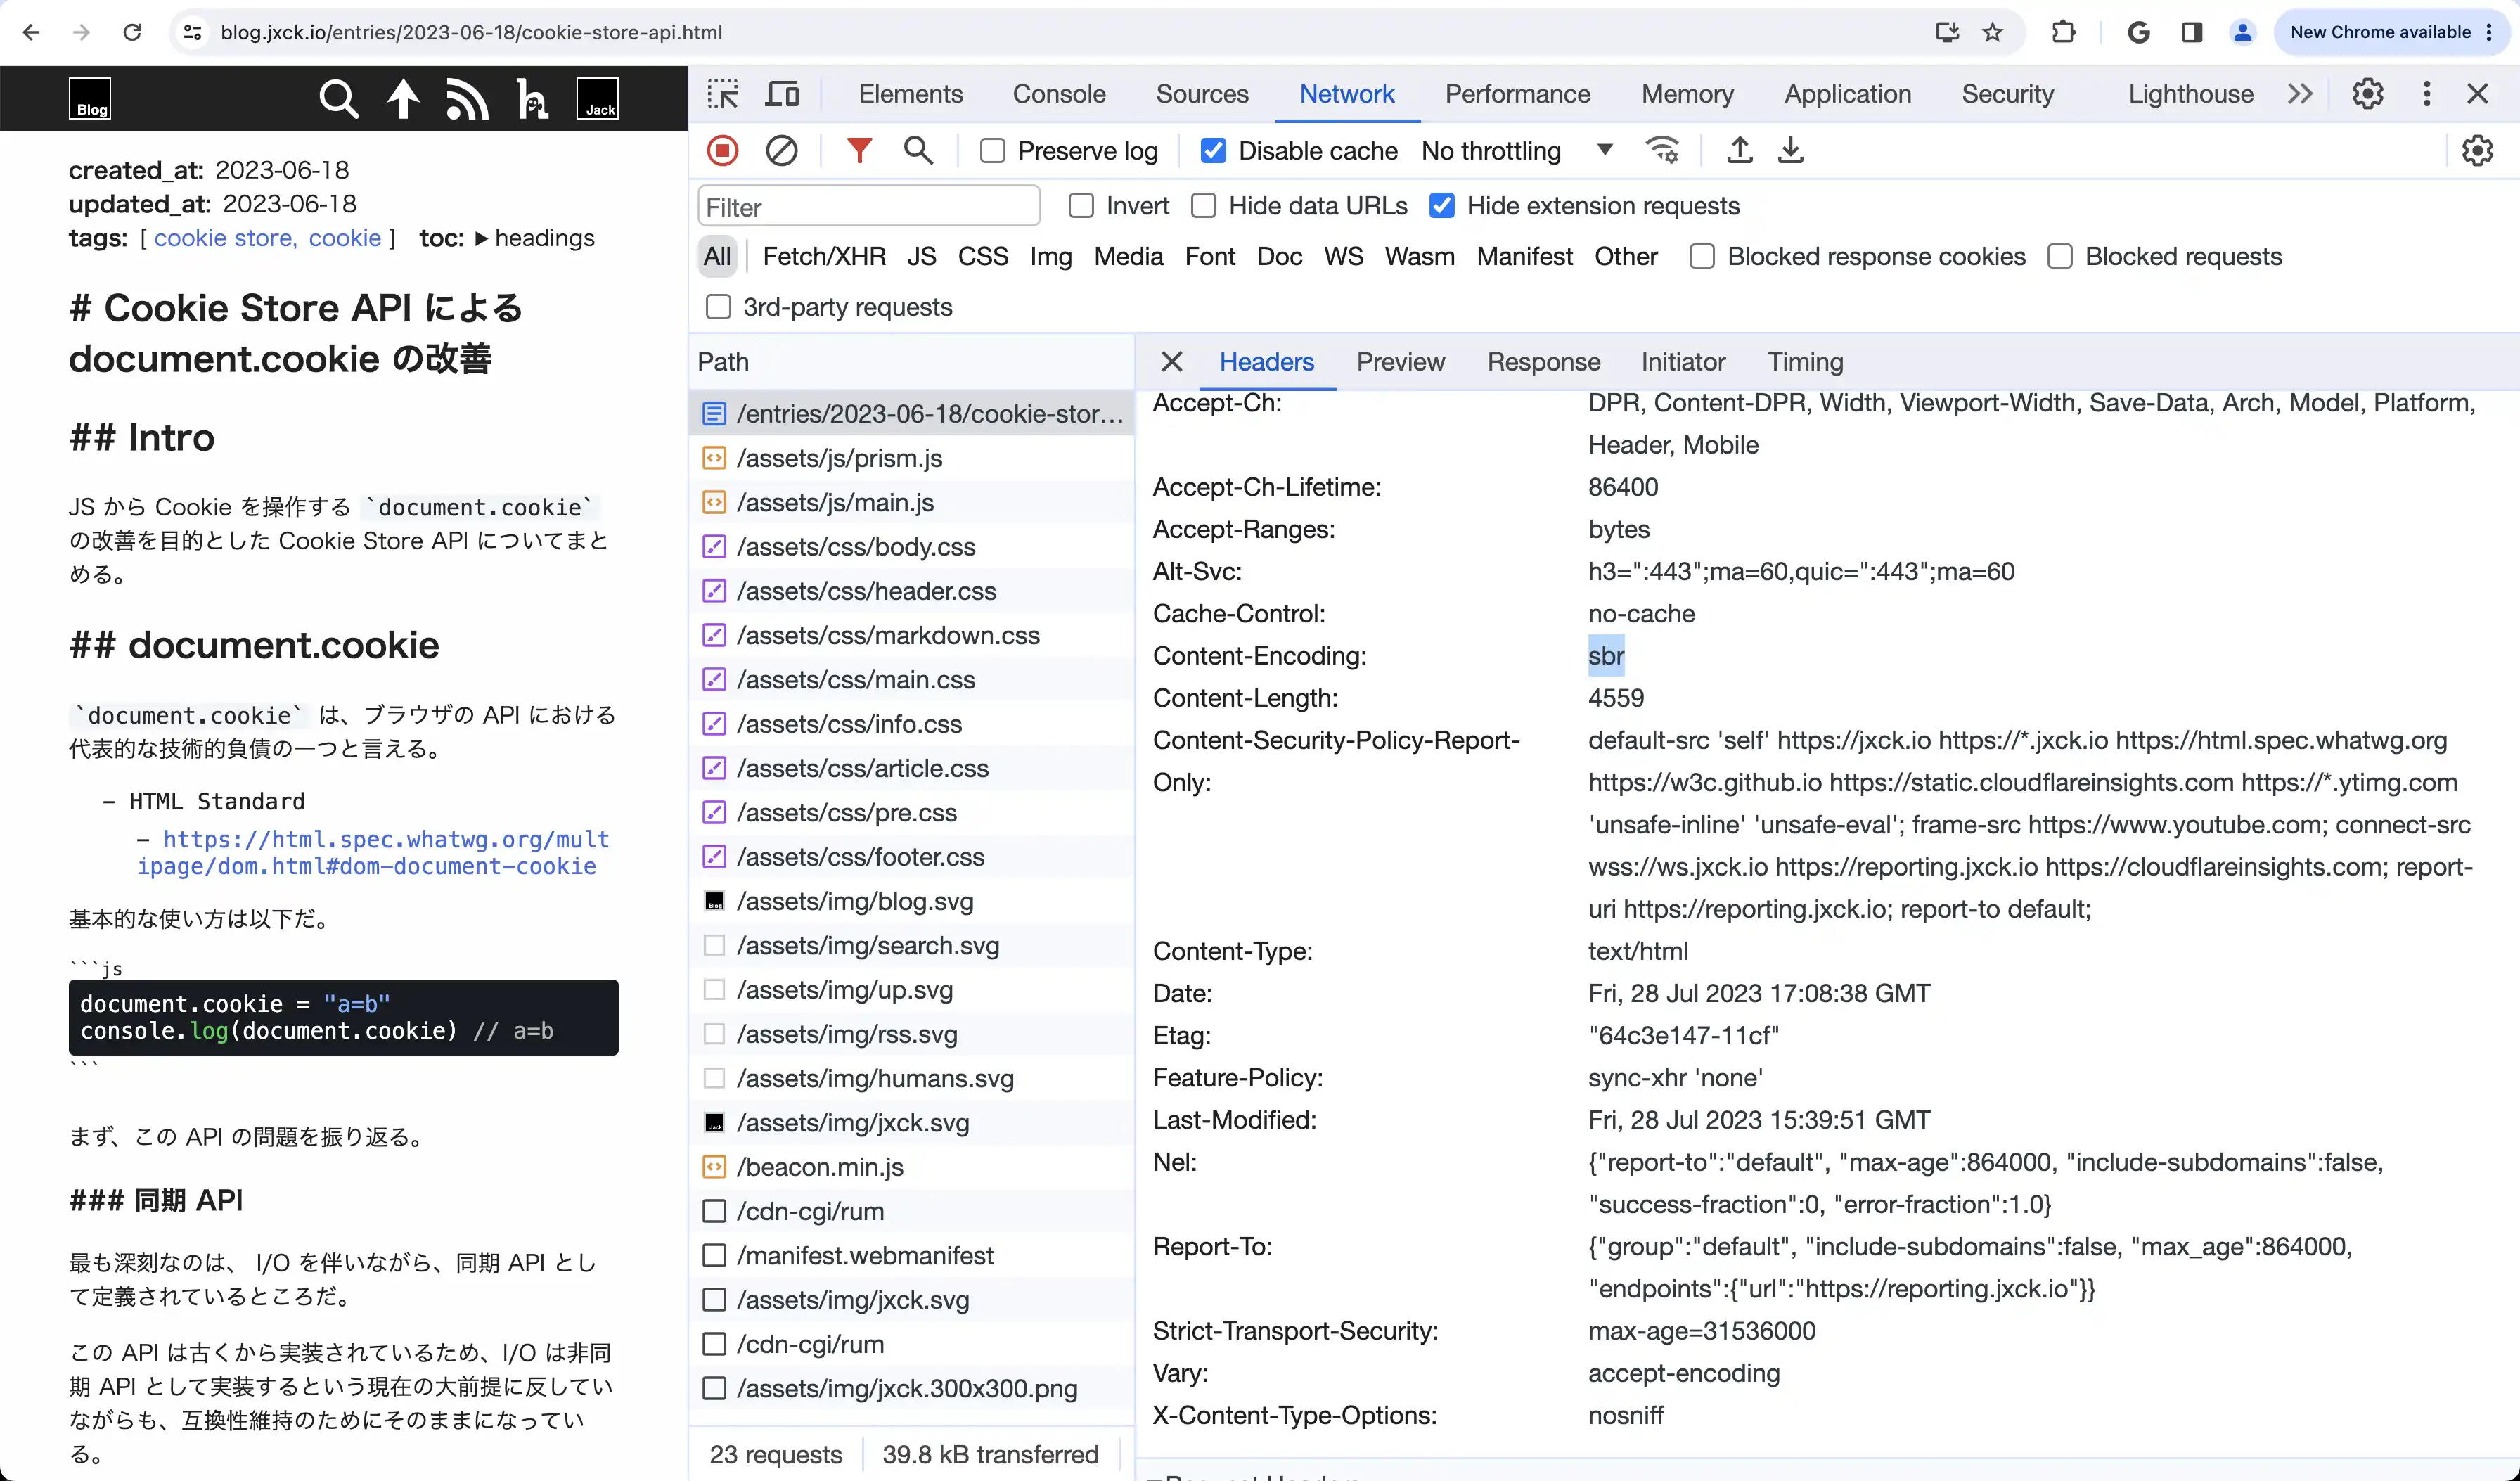 blog.jxck.io/entries/2023-06-18/cookie-store-api.html
New Chrome available
Blog
Jack
created_at: 2023-06-18
updated_at: 2023-06-18
tags: [ cookie store, cookie ] toc: ▶ headings
# Cookie Store API による
document.cookie の改善
## Intro
JS から Cookie を操作する `document.cookie`
の改善を目的とした Cookie Store API についてまと
める。
## document.cookie
`document.cookie` は、ブラウザの API における
代表的な技術的負債の一つと言える。
– HTML Standard
– https://html.spec.whatwg.org/mult
ipage/dom.html#dom-document-cookie
基本的な使い方は以下だ。
```js
document.cookie = "a=b"
console.log(document.cookie) // a=b
```
まず、この API の問題を振り返る。
### 同期 API
最も深刻なのは、 I/O を伴いながら、同期 API とし
て定義されているところだ。
この API は古くから実装されているため、I/O は非同
期 API として実装するという現在の大前提に反してい
ながらも、互換性維持のためにそのままになってい
る。
Elements Console Sources Network Performance Memory Application Security Lighthouse
Preserve log Disable cache No throttling
Filter Invert Hide data URLs Hide extension requests
All Fetch/XHR JS CSS Img Media Font Doc WS Wasm Manifest Other Blocked response cookies Blocked requests
3rd-party requests
Path
/entries/2023-06-18/cookie-stor…
/assets/js/prism.js
/assets/js/main.js
/assets/css/body.css
/assets/css/header.css
/assets/css/markdown.css
/assets/css/main.css
/assets/css/info.css
/assets/css/article.css
/assets/css/pre.css
/assets/css/footer.css
/assets/img/blog.svg
/assets/img/search.svg
/assets/img/up.svg
/assets/img/rss.svg
/assets/img/humans.svg
/assets/img/jxck.svg
/beacon.min.js
/cdn-cgi/rum
/manifest.webmanifest
/assets/img/jxck.svg
/cdn-cgi/rum
/assets/img/jxck.300x300.png
23 requests 39.8 kB transferred
Headers Preview Response Initiator Timing
Accept-Ch: DPR, Content-DPR, Width, Viewport-Width, Save-Data, Arch, Model, Platform,
Header, Mobile
Accept-Ch-Lifetime: 86400
Accept-Ranges: bytes
Alt-Svc: h3=":443";ma=60,quic=":443";ma=60
Cache-Control: no-cache
Content-Encoding: sbr
Content-Length: 4559
Content-Security-Policy-Report- default-src 'self' https://jxck.io https://*.jxck.io https://html.spec.whatwg.org
Only: https://w3c.github.io https://static.cloudflareinsights.com https://*.ytimg.com
'unsafe-inline' 'unsafe-eval'; frame-src https://www.youtube.com; connect-src
wss://ws.jxck.io https://reporting.jxck.io https://cloudflareinsights.com; report-
uri https://reporting.jxck.io; report-to default;
Content-Type: text/html
Date: Fri, 28 Jul 2023 17:08:38 GMT
Etag: "64c3e147-11cf"
Feature-Policy: sync-xhr 'none'
Last-Modified: Fri, 28 Jul 2023 15:39:51 GMT
Nel: {"report-to":"default", "max-age":864000, "include-subdomains":false,
"success-fraction":0, "error-fraction":1.0}
Report-To: {"group":"default", "include-subdomains":false, "max_age":864000,
"endpoints":{"url":"https://reporting.jxck.io"}}
Strict-Transport-Security: max-age=31536000
Vary: accept-encoding
X-Content-Type-Options: nosniff